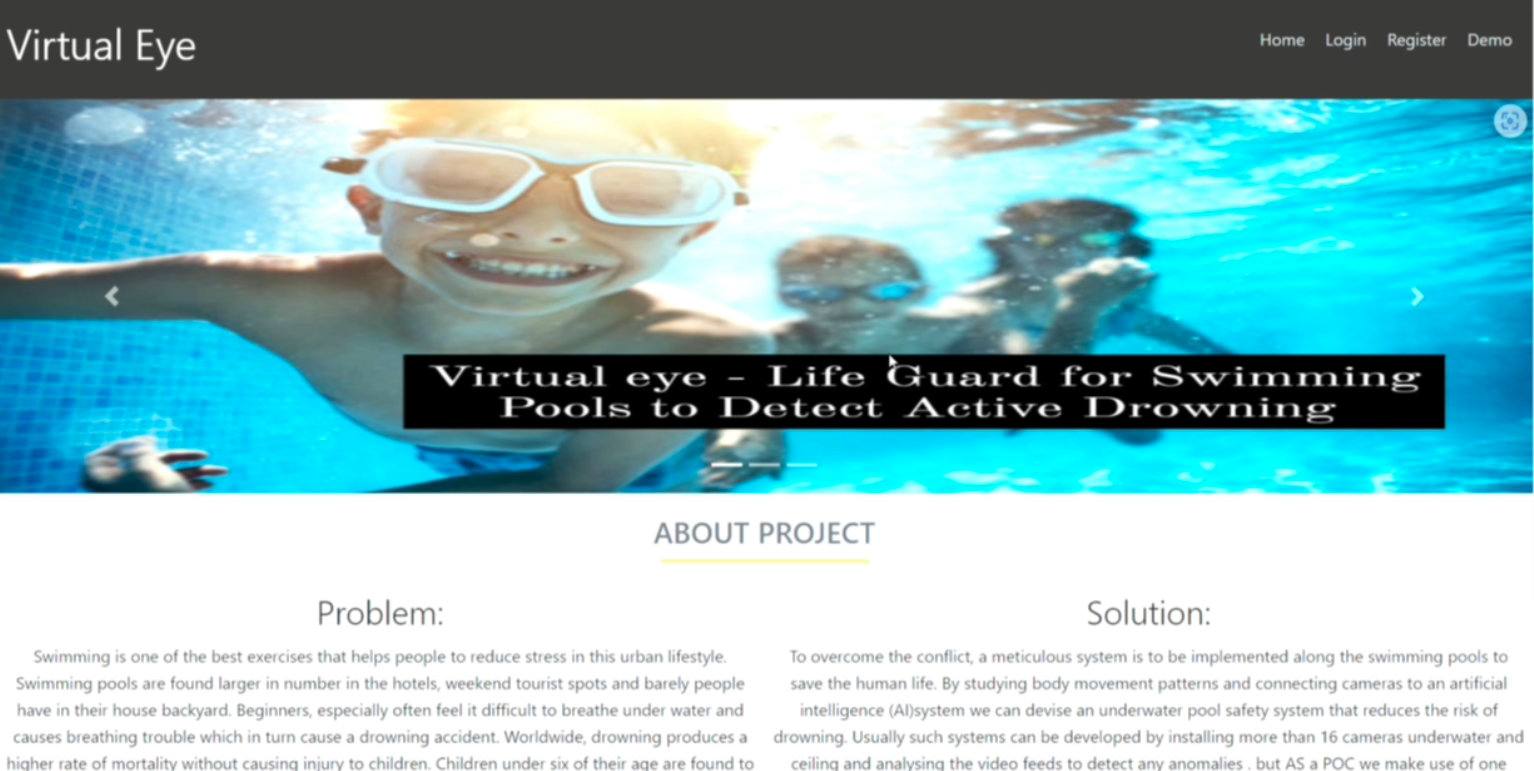 Virtual Eye
Home Login Register Demo
Virtual eye - Life Guard for Swimming
Pools to Detect Active Drowning
ABOUT PROJECT
Problem:
Swimming is one of the best exercises that helps people to reduce stress in this urban lifestyle.
Swimming pools are found larger in number in the hotels, weekend tourist spots and barely people
have in their house backyard. Beginners, especially often feel it difficult to breathe under water and
causes breathing trouble which in turn cause a drowning accident. Worldwide, drowning produces a
higher rate of mortality without causing injury to children. Children under six of their age are found to
Solution:
To overcome the conflict, a meticulous system is to be implemented along the swimming pools to
save the human life. By studying body movement patterns and connecting cameras to an artificial
intelligence (AI)system we can devise an underwater pool safety system that reduces the risk of
drowning. Usually such systems can be developed by installing more than 16 cameras underwater and
ceiling and analysing the video feeds to detect any anomalies . but AS a POC we make use of one